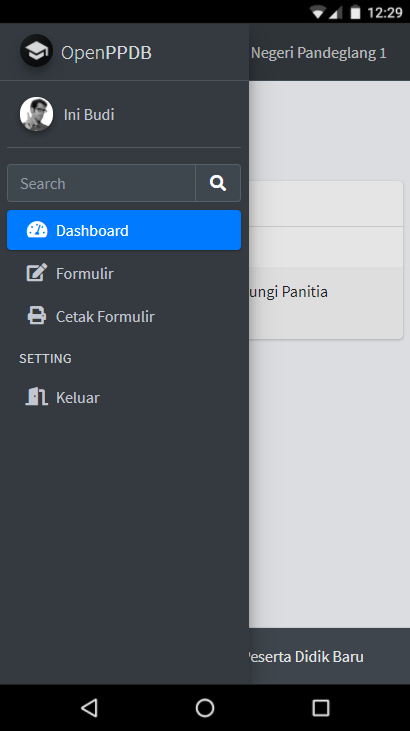 12:29
OpenPPDB
Negeri Pandeglang 1
Ini Budi
Search
Dashboard
Formulir
ungi Panitia
Cetak Formulir
SETTING
Keluar
eserta Didik Baru